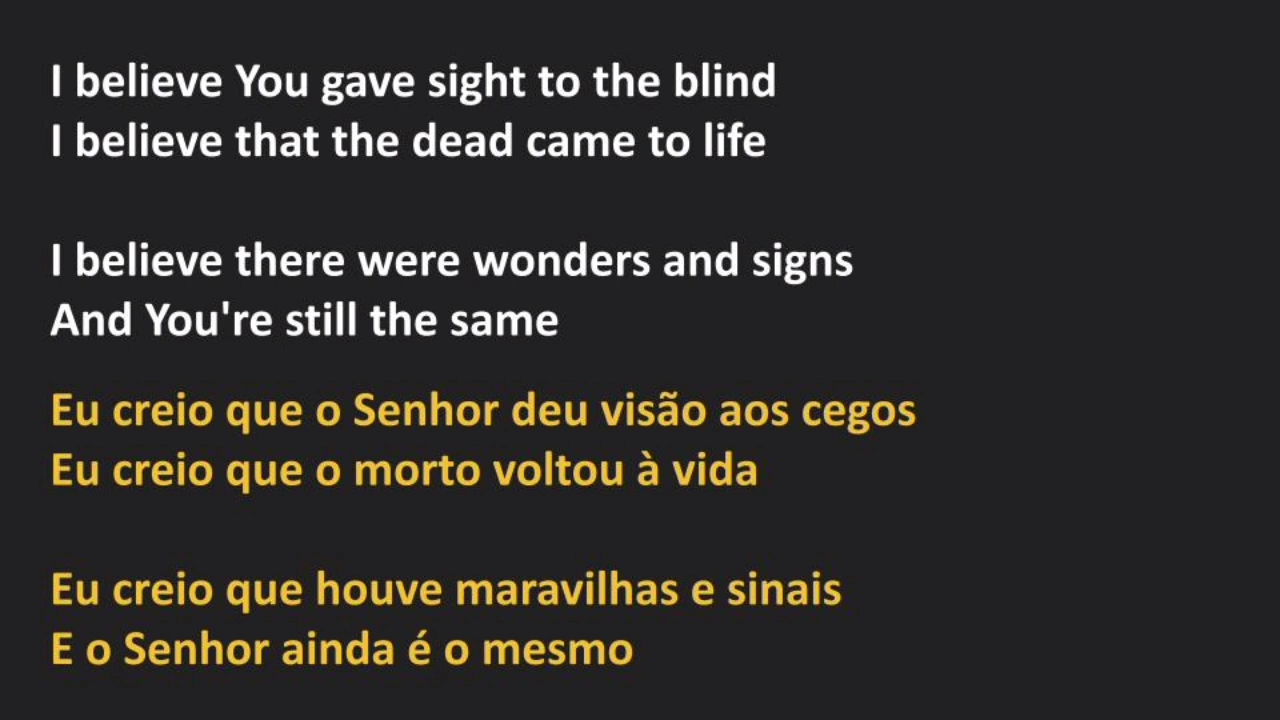 I believe You gave sight to the blind
I believe that the dead came to life
I believe there were wonders and signs
And You're still the same
Eu creio que o Senhor deu visão aos cegos
Eu creio que o morto voltou à vida
Eu creio que houve maravilhas e sinais
E o Senhor ainda é o mesmo